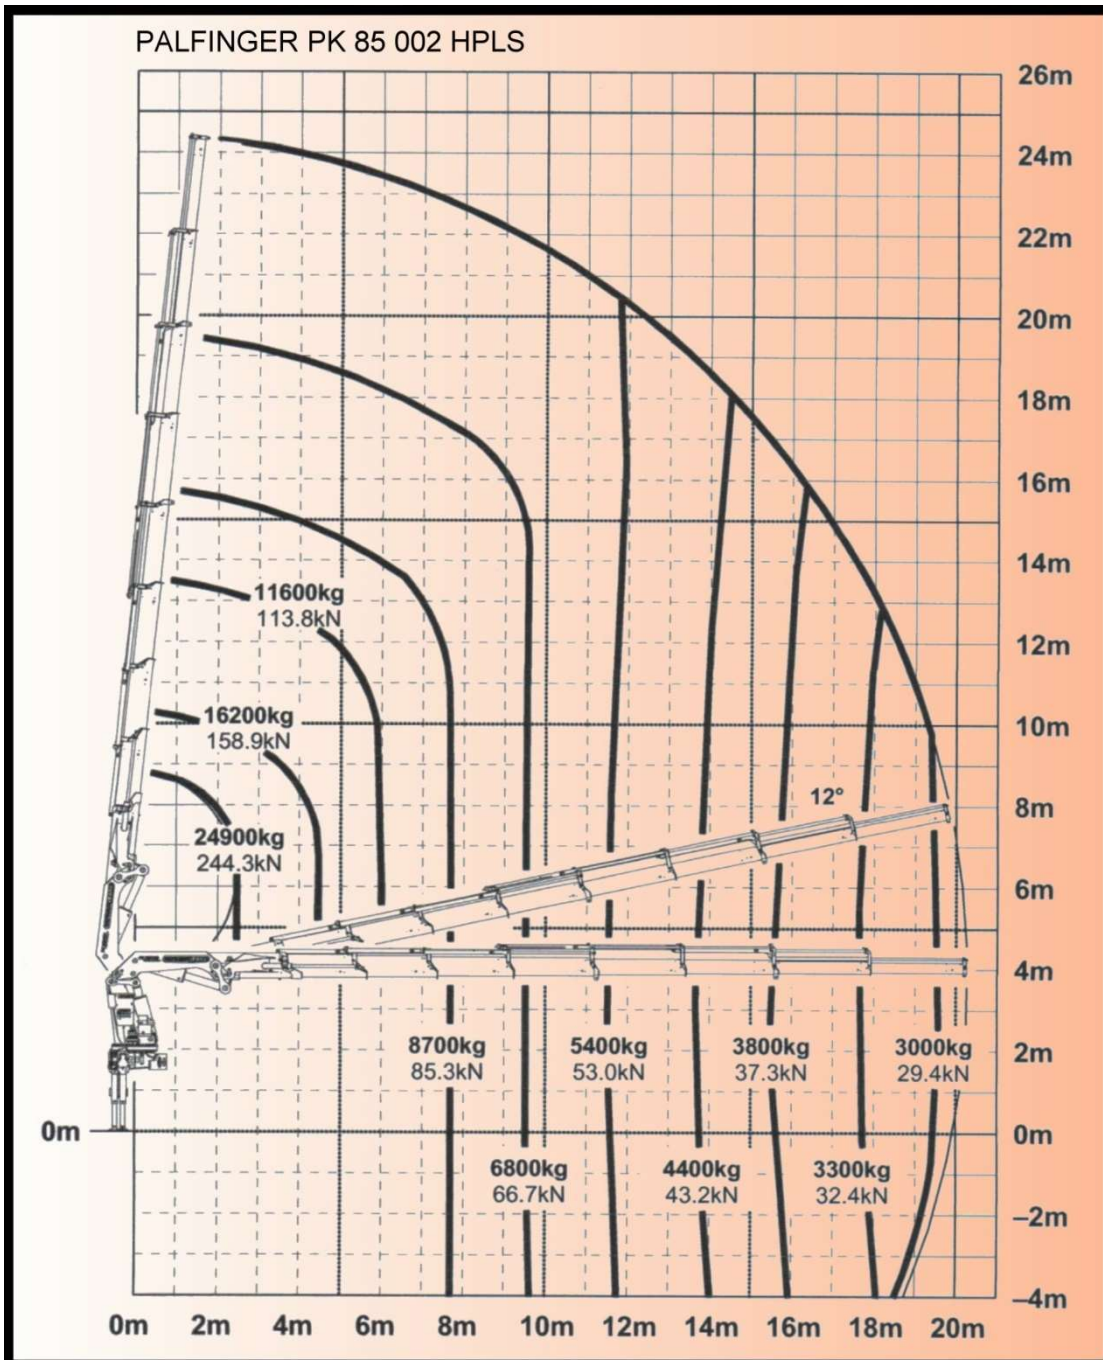 PALFINGER PK 85 002 HPLS
26m
24m
22m
20m
18m
16m
14m
12m
10m
8m
6m
4m
2m
0m
–2m
–4m
11600kg
113.8kN
16200kg
158.9kN
24900kg
244.3kN
12°
8700kg
85.3kN
5400kg
53.0kN
3800kg
37.3kN
3000kg
29.4kN
0m
6800kg
66.7kN
4400kg
43.2kN
3300kg
32.4kN
0m 2m 4m 6m 8m 10m 12m 14m 16m 18m 20m